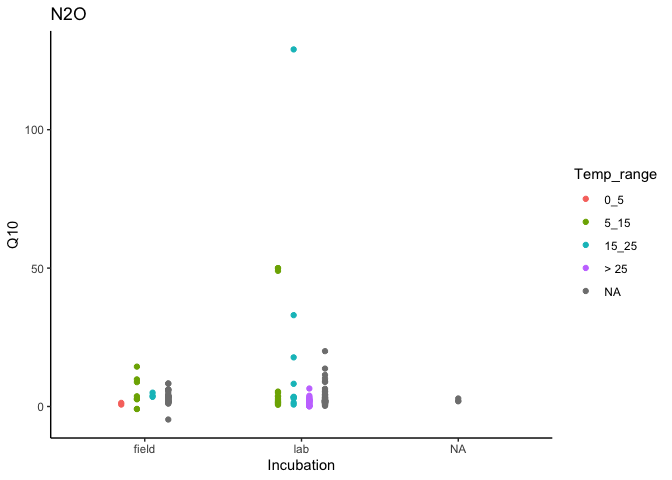 N2O
Q10
100
50
0
field
lab
NA
Incubation
Temp_range
0_5
5_15
15_25
> 25
NA